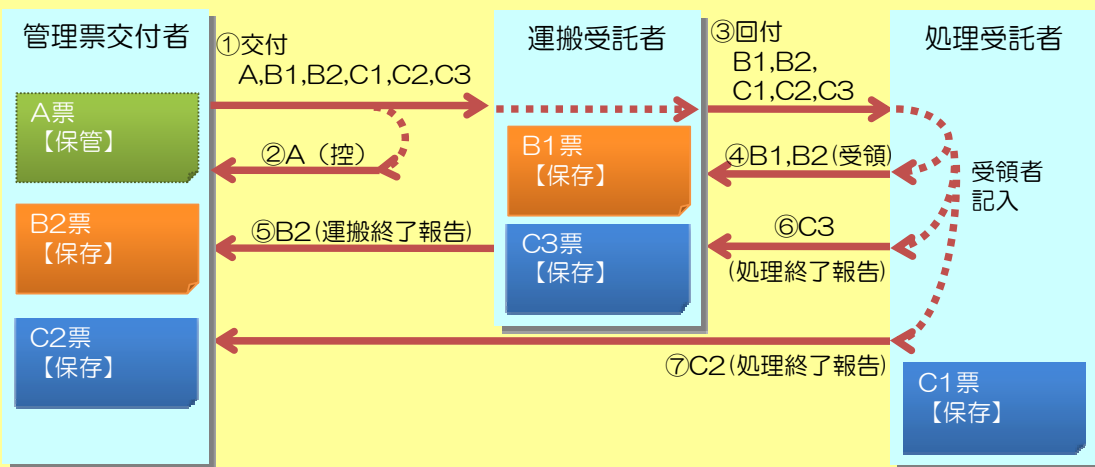 管理票交付者
①交付
A,B1,B2,C1,C2,C3
A票
【保管】
②A（控）
B2票
【保存】
⑤B2(運搬終了報告)
C2票
【保存】
運搬受託者
B1票
【保存】
C3票
【保存】
③回付
B1,B2,
C1,C2,C3
④B1,B2(受領)
⑥C3
(処理終了報告)
⑦C2(処理終了報告)
処理受託者
受領者
記入
C1票
【保存】